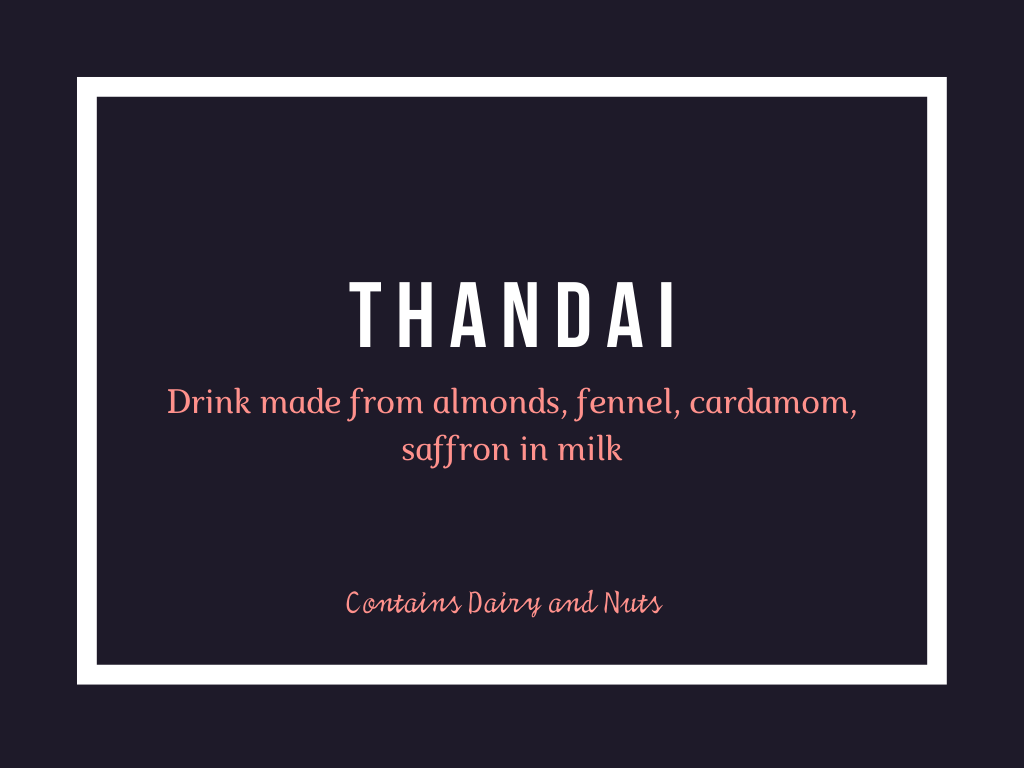 THANDAI
Drink made from almonds, fennel, cardamom,
saffron in milk
Contains Dairy and Nuts